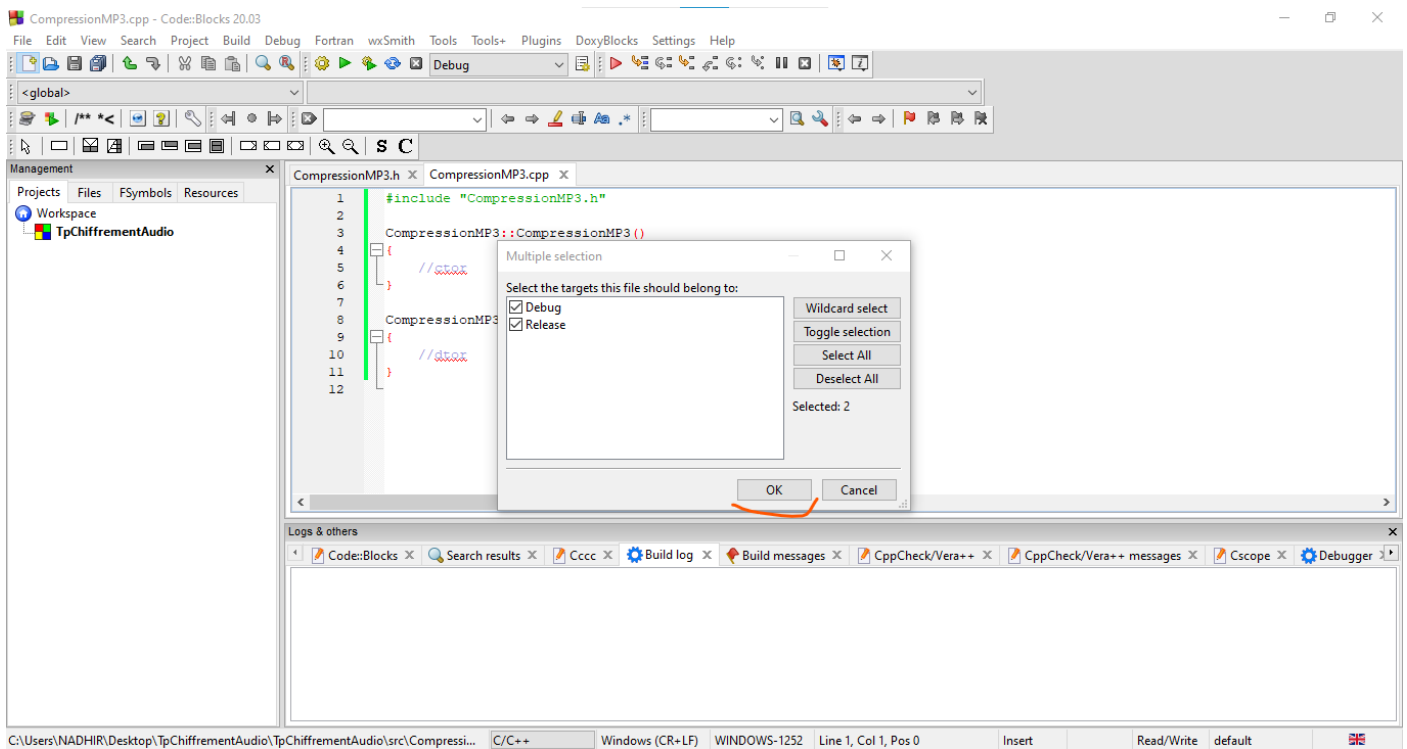 CompressionMP3.cpp - Code::Blocks 20.03
File Edit View Search Project Build Debug Fortran wxSmith Tools Tools+ Plugins DoxyBlocks Settings Help
Debug
<global>
/** *<
.*
S C
Management
Projects Files FSymbols Resources
Workspace
TpChiffrementAudio
CompressionMP3.h CompressionMP3.cpp
1 #include "CompressionMP3.h"
2
3 CompressionMP3::CompressionMP3()
4 {
5 //ctor
6 }
7
8 CompressionMP3
9 {
10 //dtor
11 }
12
Multiple selection
Select the targets this file should belong to:
Debug
Release
Wildcard select
Toggle selection
Select All
Deselect All
Selected: 2
OK Cancel
Logs & others
Code::Blocks Search results Cccc Build log Build messages CppCheck/Vera++ CppCheck/Vera++ messages Cscope Debugger
C:\Users\NADHIR\Desktop\TpChiffrementAudio\TpChiffrementAudio\src\Compressi... C/C++ Windows (CR+LF) WINDOWS-1252 Line 1, Col 1, Pos 0 Insert Read/Write default